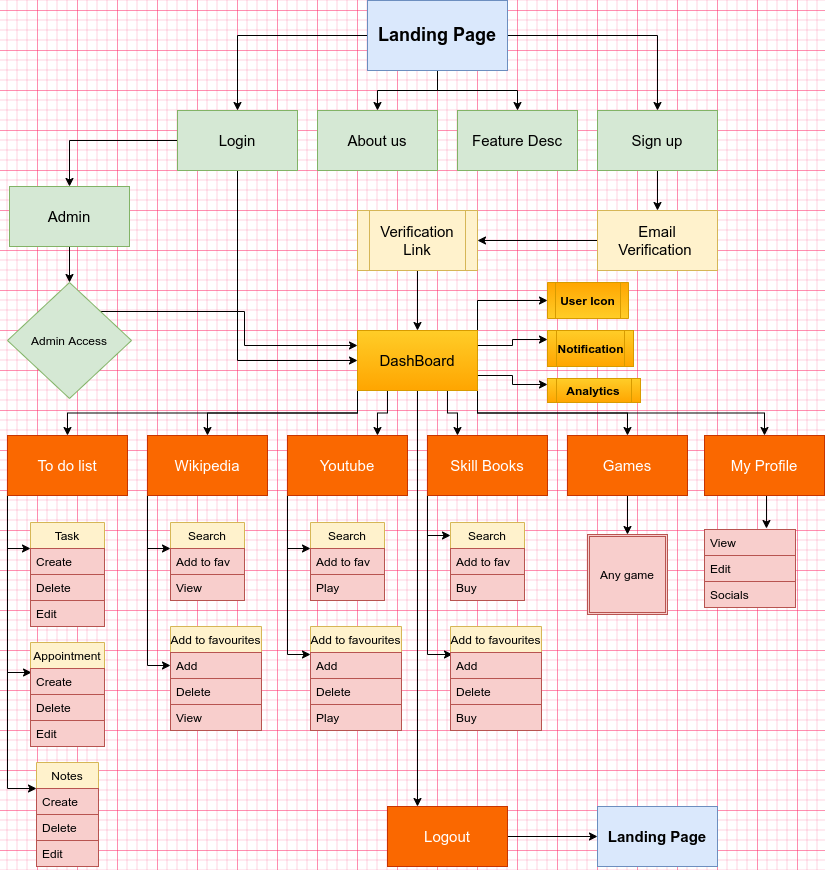 Landing Page
Login
About us
Feature Desc
Sign up
Admin
Verification
Link
Email
Verification
User Icon
Admin Access
DashBoard
Notification
Analytics
To do list
Wikipedia
Youtube
Skill Books
Games
My Profile
Task
Create
Delete
Edit
Appointment
Create
Delete
Edit
Notes
Create
Delete
Edit
Search
Add to fav
View
Add to favourites
Add
Delete
View
Search
Add to fav
Play
Add to favourites
Add
Delete
Play
Search
Add to fav
Buy
Add to favourites
Add
Delete
Buy
Any game
View
Edit
Socials
Logout
Landing Page